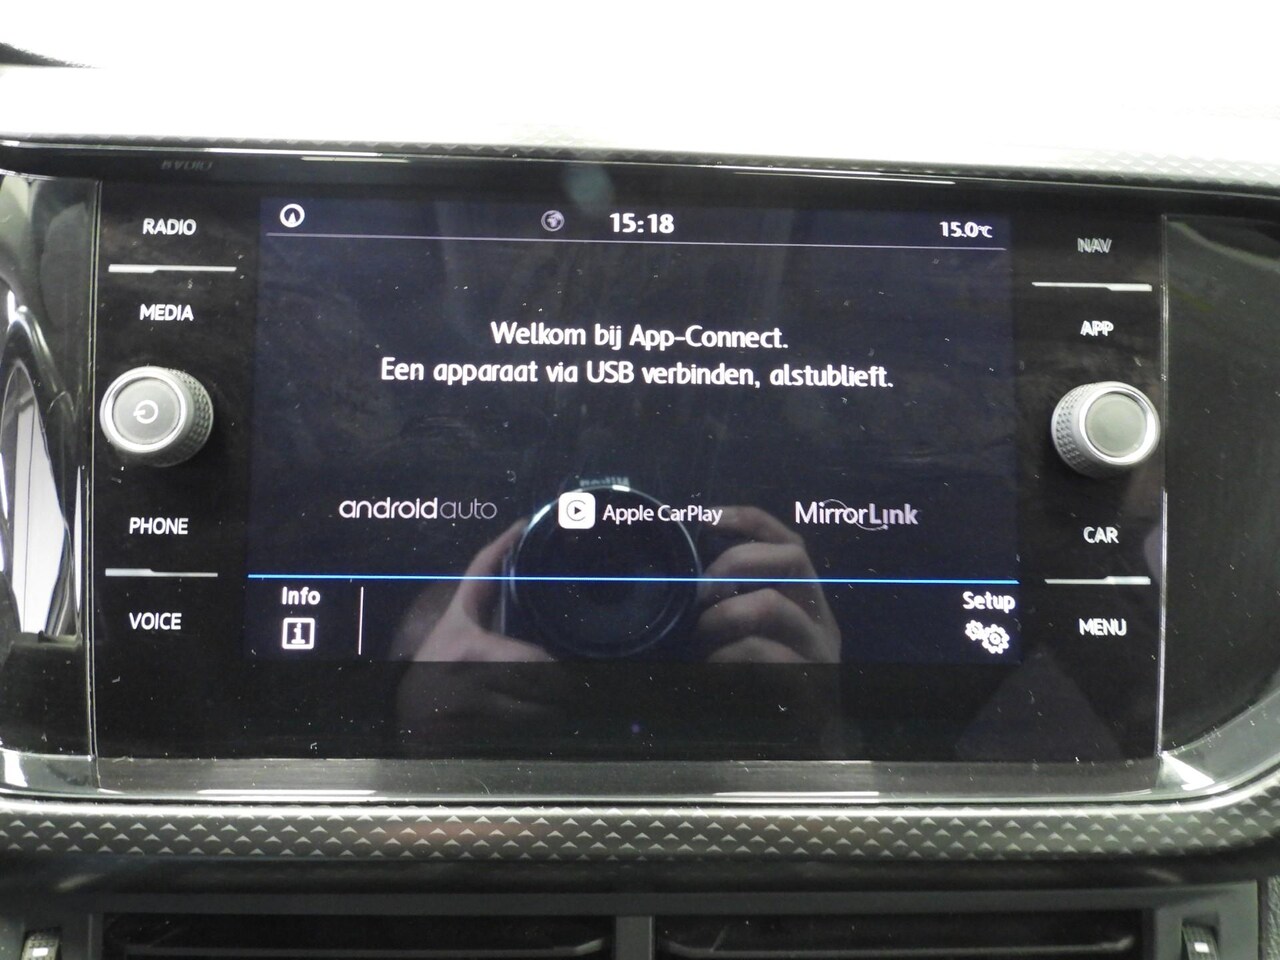 RADIO
MEDIA
PHONE
VOICE
15:18
15.0°C
Welkom bij App-Connect.
Een apparaat via USB verbinden, alstublieft.
androidauto
Apple CarPlay
MirrorLink
Info
i
Setup
NAV
APP
CAR
MENU